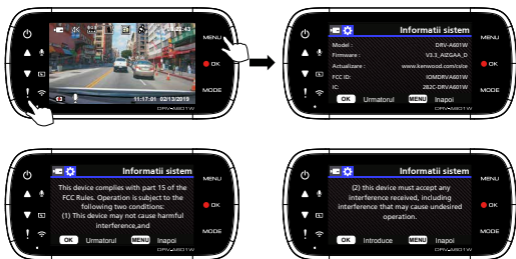 MENU
OK
MODE
11:17:01 02/13/2019
DRV-A601W
Informatii sistem
Model : DRV-A601W
Firmware : V3.3_AIZGAA_D
Actualizare : www.kenwood.com/cs/ce
FCC ID: IOMDRV-A601W
IC: 282C-DRV-A601W
OK Urmatorul MENU Inapoi
MENU
OK
MODE
DRV-A601W
Informatii sistem
This device complies with part 15 of the
FCC Rules. Operation is subject to the
following two conditions:
(1) This device may not cause harmful
interference,and
OK Urmatorul MENU Inapoi
MENU
OK
MODE
DRV-A601W
Informatii sistem
(2) this device must accept any
interference received, including
interference that may cause undesired
operation.
OK Introduce MENU Inapoi
MENU
OK
MODE
DRV-A601W